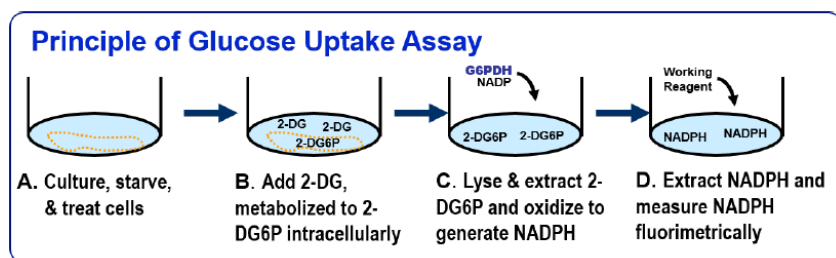 Principle of Glucose Uptake Assay
2-DG 2-DG
2-DG6P
G6PDH
NADP
2-DG6P 2-DG6P
Working
Reagent
NADPH NADPH
A. Culture, starve,
& treat cells
B. Add 2-DG,
metabolized to 2-
DG6P intracellularly
C. Lyse & extract 2-
DG6P and oxidize to
generate NADPH
D. Extract NADPH and
measure NADPH
fluorimetrically